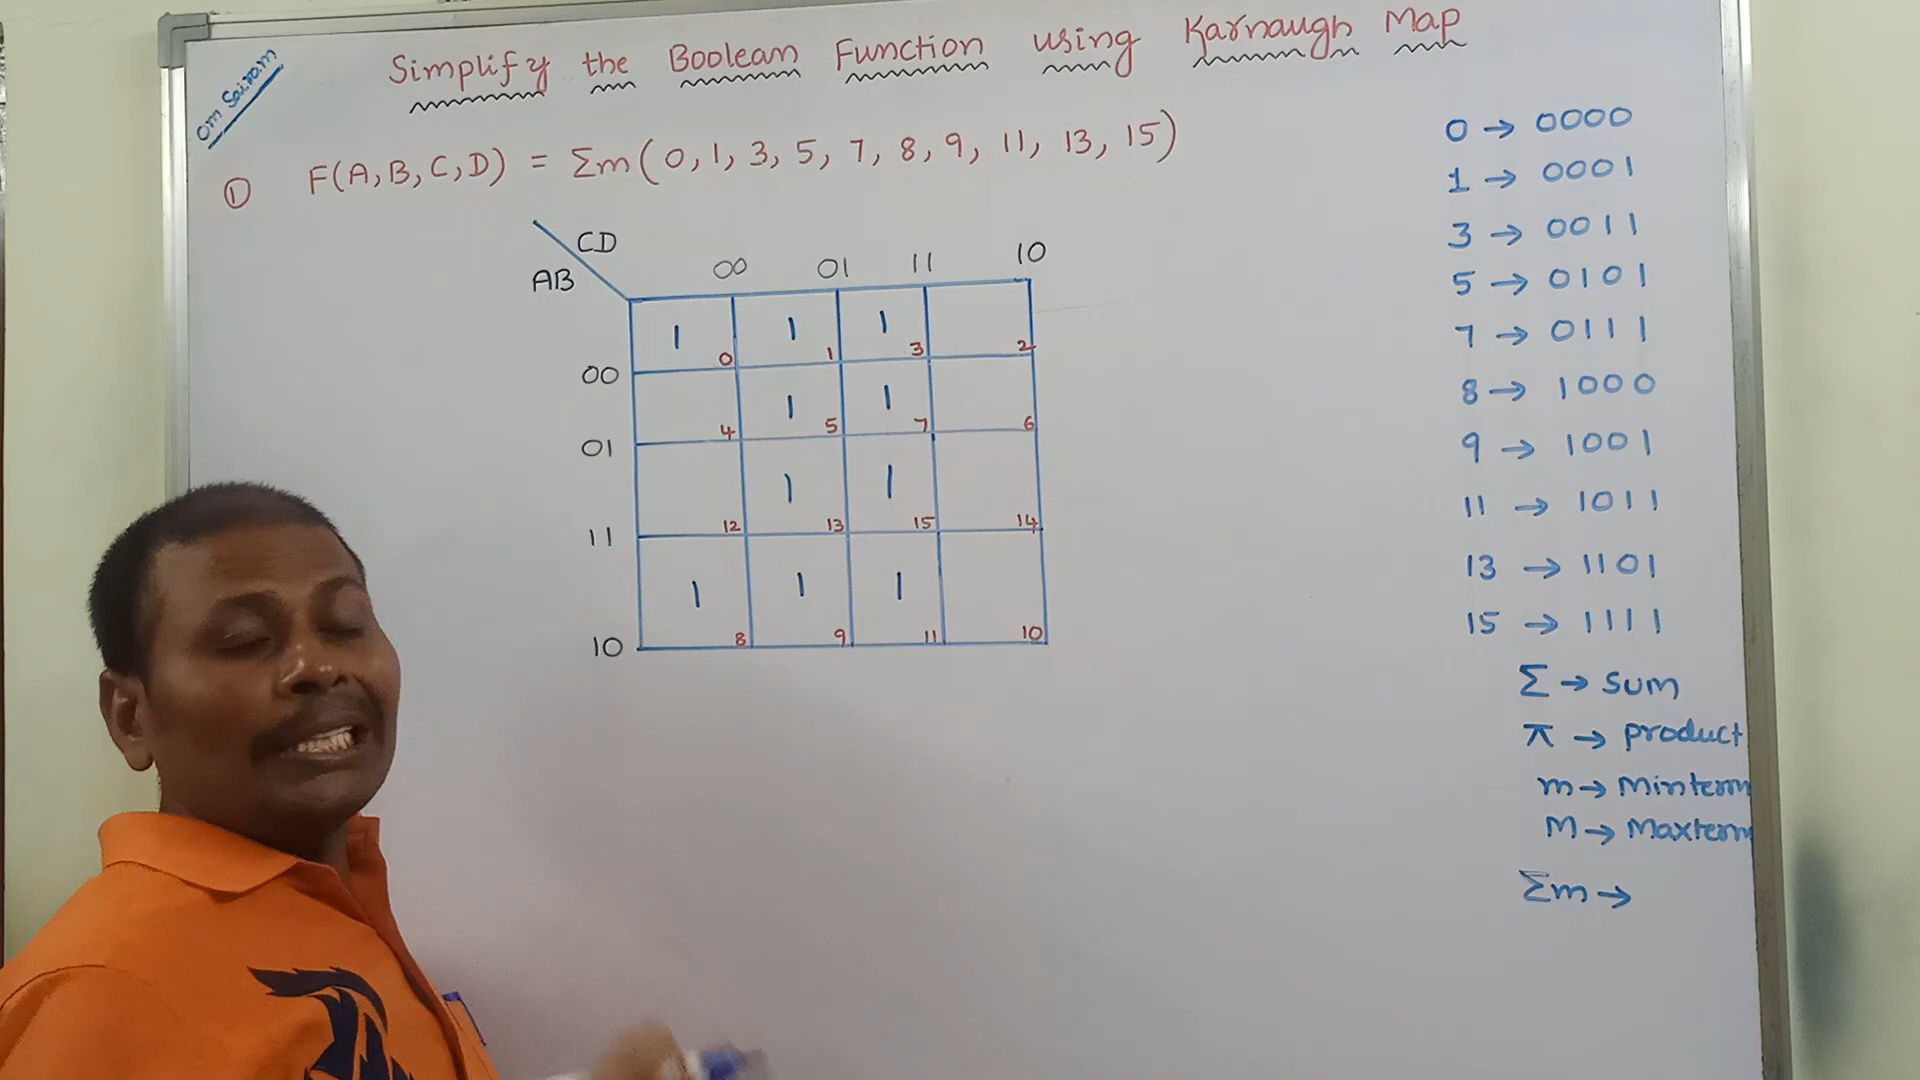 Om Sairam
Simplify the Boolean Function using Karnaugh Map
① F(A,B,C,D) = Σm(0,1,3,5,7,8,9,11,13,15)
CD
AB
00 01 11 10
1 0 1 1 1 3 2
00
4 1 5 1 7 6
01
12 1 13 1 15 14
11
1 8 1 9 1 11 10
10
0 → 0000
1 → 0001
3 → 0011
5 → 0101
7 → 0111
8 → 1000
9 → 1001
11 → 1011
13 → 1101
15 → 1111
Σ → sum
π → product
m → Minterm
M → Maxterm
Σm →